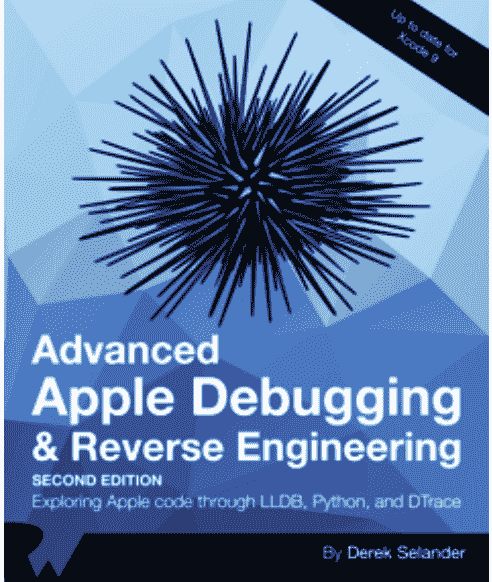 Up to date for
Xcode 9
Advanced
Apple Debugging
& Reverse Engineering
SECOND EDITION
Exploring Apple code through LLDB, Python, and DTrace
By Derek Selander